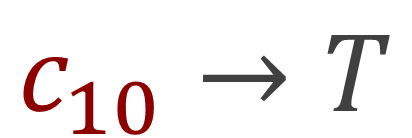 c₁₀ → T